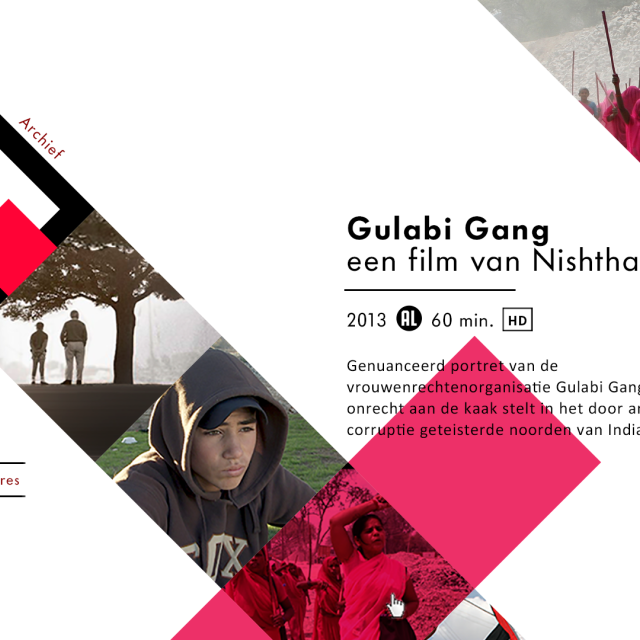 Archief
Gulabi Gang
een film van Nishtha
2013 AL 60 min. HD
Genuanceerd portret van de
vrouwenrechtenorganisatie Gulabi Gang
onrecht aan de kaak stelt in het door
corruptie geteisterde noorden van India
res